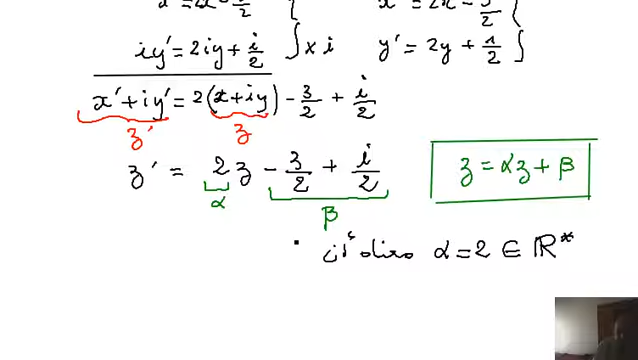 iy' = 2iy + i/2 } × i y' = 2y + 1/2 }
x' + iy' = 2(x + iy) - 3/2 + i/2
z' z
z' = 2z - 3/2 + i/2 z = αz + β
α β
α = 2 ∈ ℝ*